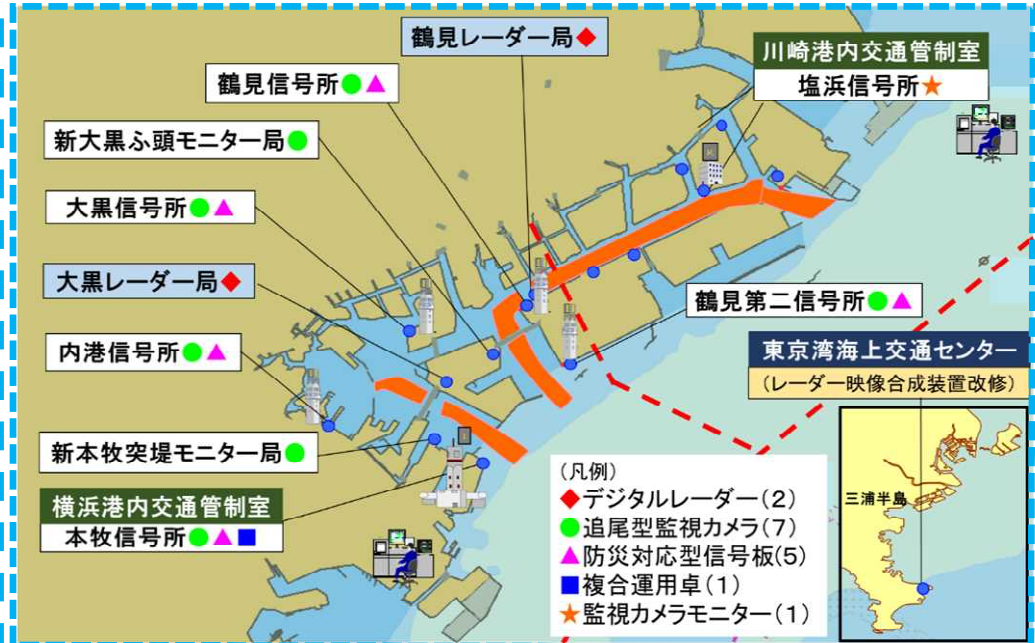 鶴見レーダー局◆
川崎港内交通管制室
塩浜信号所★
鶴見信号所●▲
新大黒ふ頭モニター局●
大黒信号所●▲
大黒レーダー局◆
鶴見第二信号所●▲
内港信号所●▲
東京湾海上交通センター
(レーダー映像合成装置改修)
新本牧突堤モニター局●
横浜港内交通管制室
本牧信号所●▲■
(凡例)
◆デジタルレーダー(2)
●追尾型監視カメラ(7)
▲防災対応型信号板(5)
■複合運用卓(1)
★監視カメラモニター(1)
三浦半島